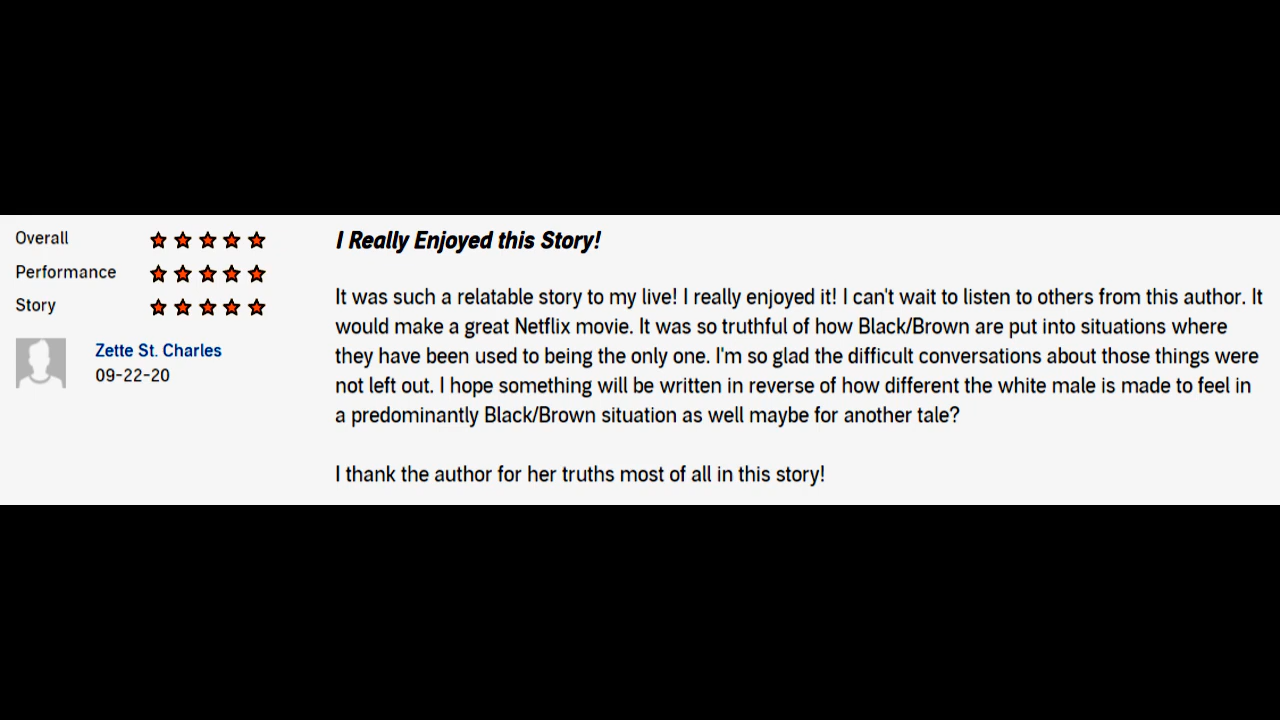 Overall
Performance
Story
Zette St. Charles
09-22-20
I Really Enjoyed this Story!
It was such a relatable story to my live! I really enjoyed it! I can't wait to listen to others from this author. It
would make a great Netflix movie. It was so truthful of how Black/Brown are put into situations where
they have been used to being the only one. I'm so glad the difficult conversations about those things were
not left out. I hope something will be written in reverse of how different the white male is made to feel in
a predominantly Black/Brown situation as well maybe for another tale?
I thank the author for her truths most of all in this story!